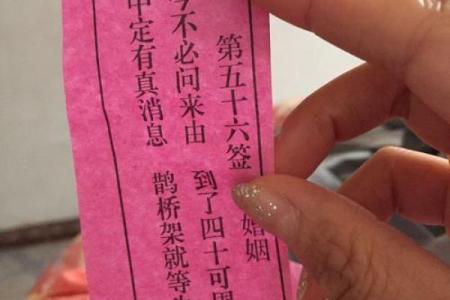 第五十六签 婚姻
今不必问来由 到了四十可
中定有真消息 鹊桥架就等